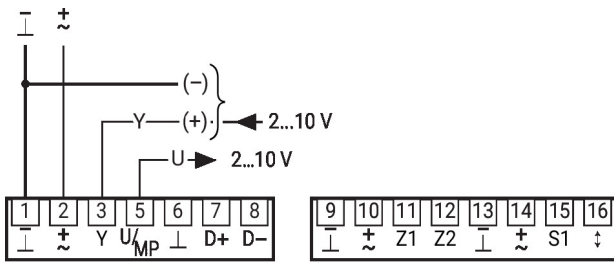 – +
⊥ ~
(–)
Y (+) 2...10 V
U 2...10 V
1 2 3 5 6 7 8 9 10 11 12 13 14 15 16
⊥ ~ Y U/MP ⊥ D+ D– ⊥ ~ Z1 Z2 ⊥ ~ S1 ↕